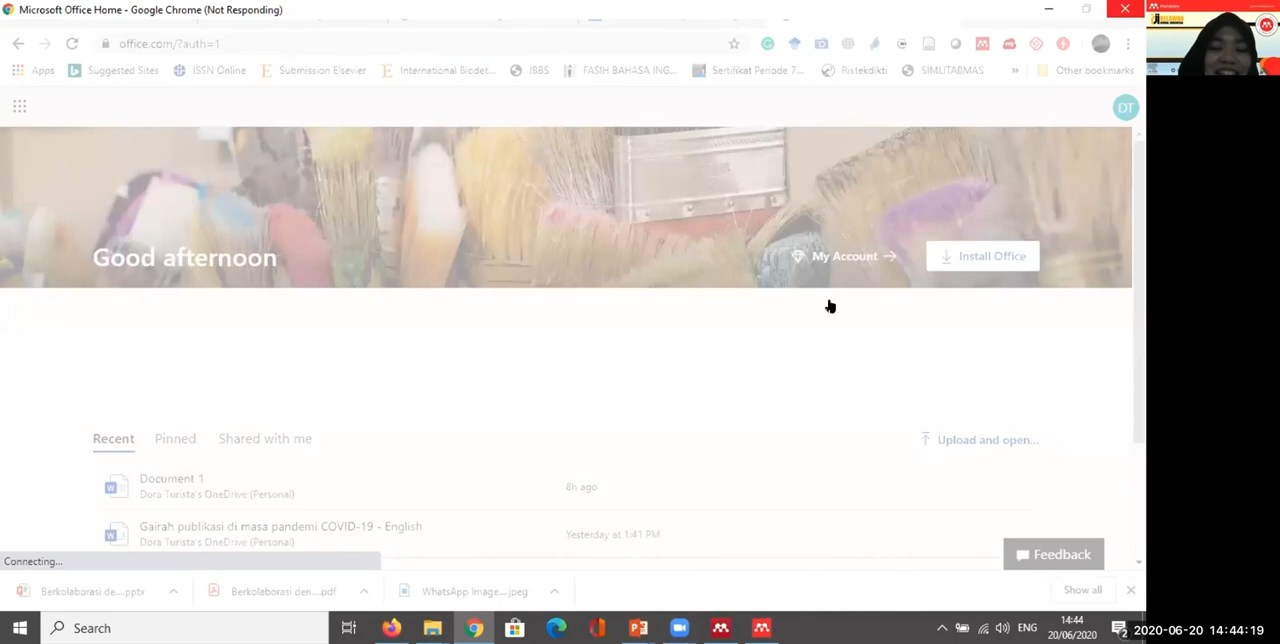 Microsoft Office Home - Google Chrome (Not Responding)
office.com/?auth=1
Apps Suggested Sites ISSN Online Submission Elsevier International Biodet... IBBS FASIH BAHASA ING... Sertifikat Periode 7... Ristekdikti SIMLITABMAS » Other bookmarks
DT
Good afternoon
My Account
Install Office
Recent Pinned Shared with me
Upload and open...
Document 1
Dora Turista's OneDrive (Personal)
8h ago
Gairah publikasi di masa pandemi COVID-19 - English
Dora Turista's OneDrive (Personal)
Yesterday at 1:41 PM
Feedback
Connecting...
Berkolaborasi de....pptx
Berkolaborasi den....pdf
WhatsApp Image....jpeg
Show all
Search
ENG
14:44
20/06/2020
2
2020-06-20 14:44:19